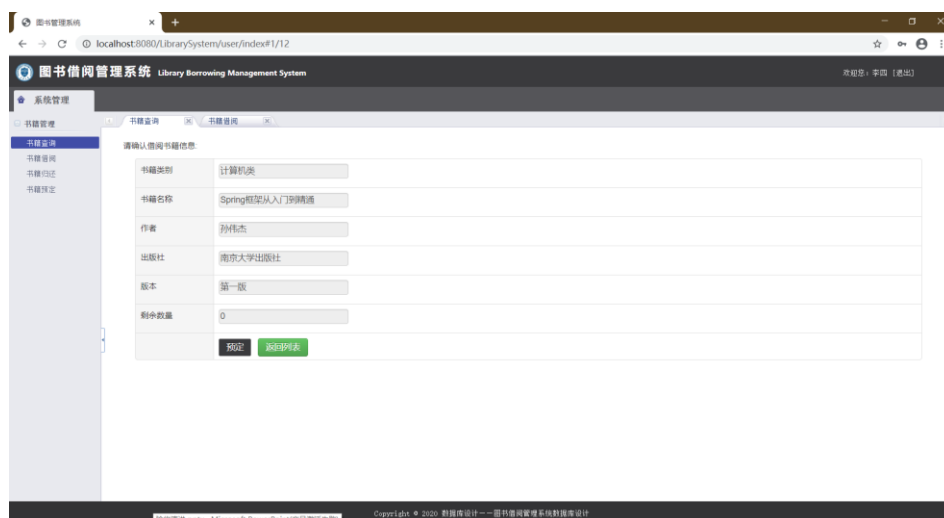 图书管理系统
localhost:8080/LibrarySystem/user/index#1/12
图书借阅管理系统 Library Borrowing Management System
欢迎您：李四 [退出]
系统管理
书籍管理
书籍查询
书籍借阅
书籍归还
书籍预定
书籍查询
书籍借阅
请确认借阅书籍信息:
书籍类别 计算机类
书籍名称 Spring框架从入门到精通
作者 孙伟杰
出版社 南京大学出版社
版本 第一版
剩余数量 0
预定 返回列表
Copyright © 2020 数据库设计——图书借阅管理系统数据库设计